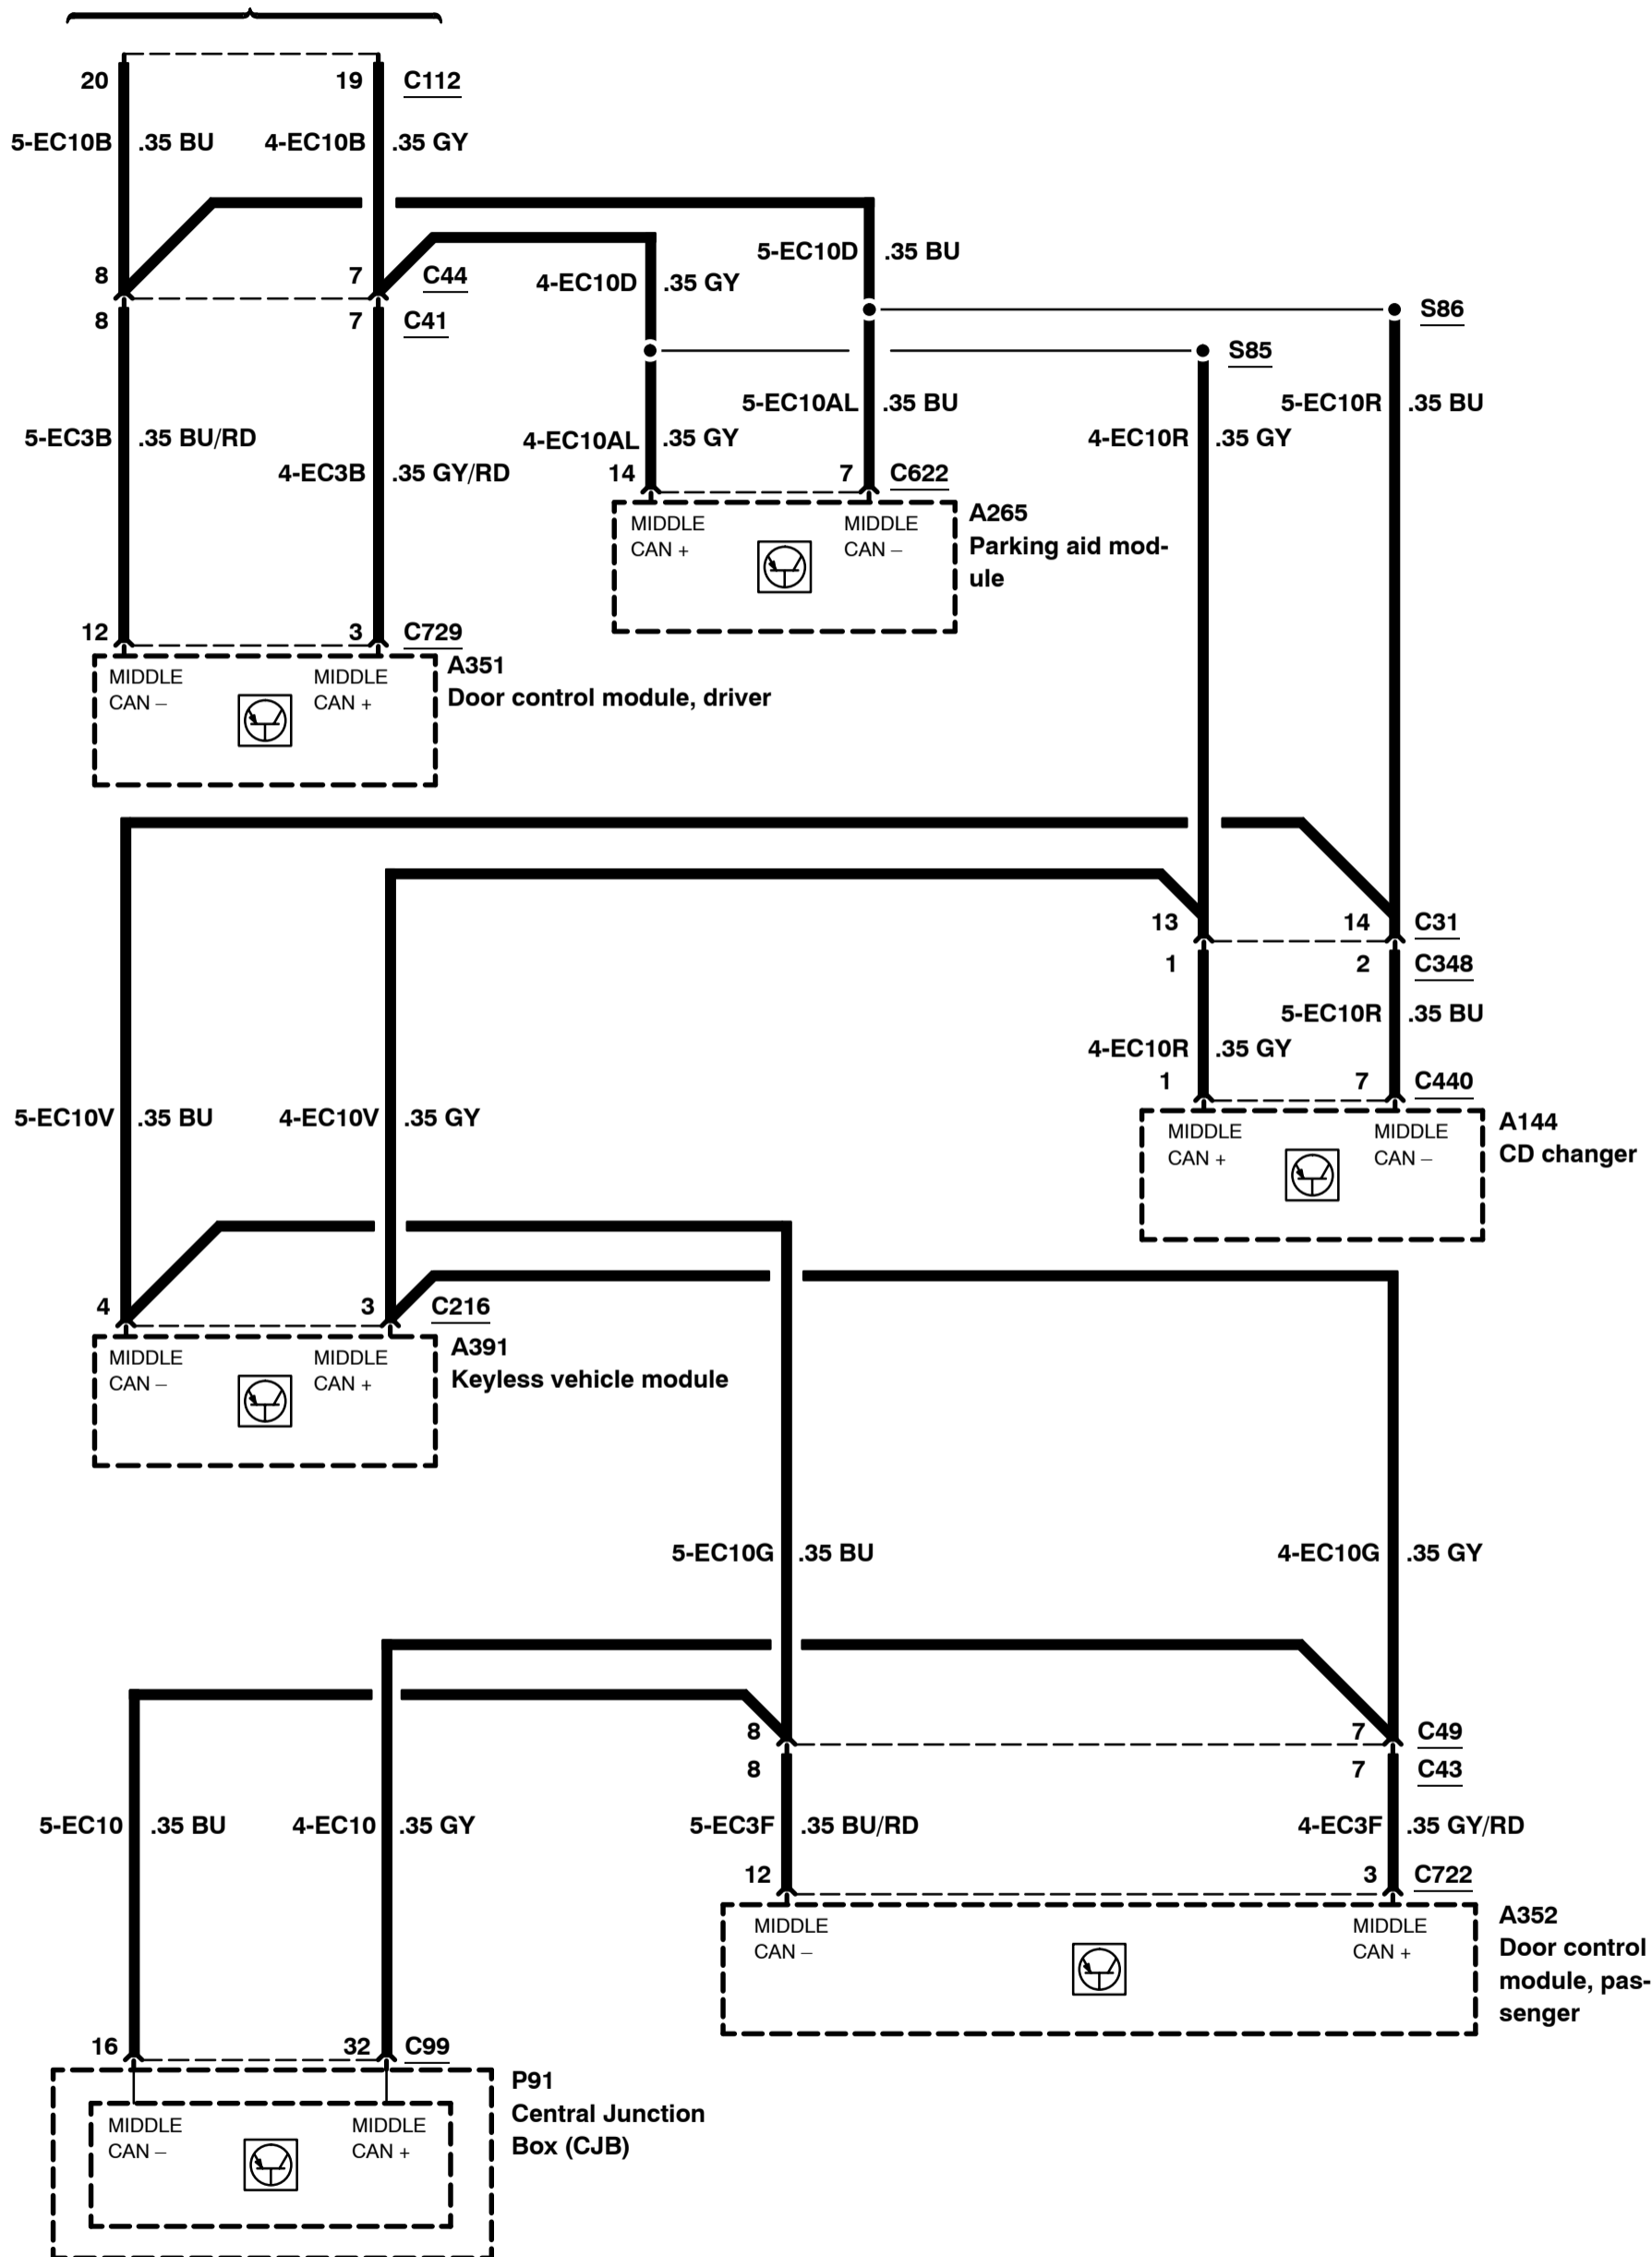 20 19 C112
5-EC10B .35 BU 4-EC10B .35 GY
5-EC10D .35 BU
8 7 C44 4-EC10D .35 GY
S86
8 7 C41
S85
5-EC10AL .35 BU 5-EC10R .35 BU
5-EC3B .35 BU/RD 4-EC10AL .35 GY 4-EC10R .35 GY
4-EC3B .35 GY/RD 14 7 C622
A265
MIDDLE MIDDLE
CAN + CAN –
Parking aid mod-
ule
12 3 C729
A351
MIDDLE MIDDLE
CAN – CAN +
Door control module, driver
13 14 C31
1 2 C348
5-EC10R .35 BU
4-EC10R .35 GY
1 7 C440
5-EC10V .35 BU 4-EC10V .35 GY
A144
MIDDLE MIDDLE
CAN + CAN –
CD changer
4 3 C216
A391
MIDDLE MIDDLE
CAN – CAN +
Keyless vehicle module
5-EC10G .35 BU 4-EC10G .35 GY
8 7 C49
8 7 C43
5-EC10 .35 BU 4-EC10 .35 GY 5-EC3F .35 BU/RD 4-EC3F .35 GY/RD
12 3 C722
A352
MIDDLE MIDDLE
CAN – CAN +
Door control
module, pas-
senger
16 32 C99
P91
Central Junction
Box (CJB)
MIDDLE MIDDLE
CAN – CAN +